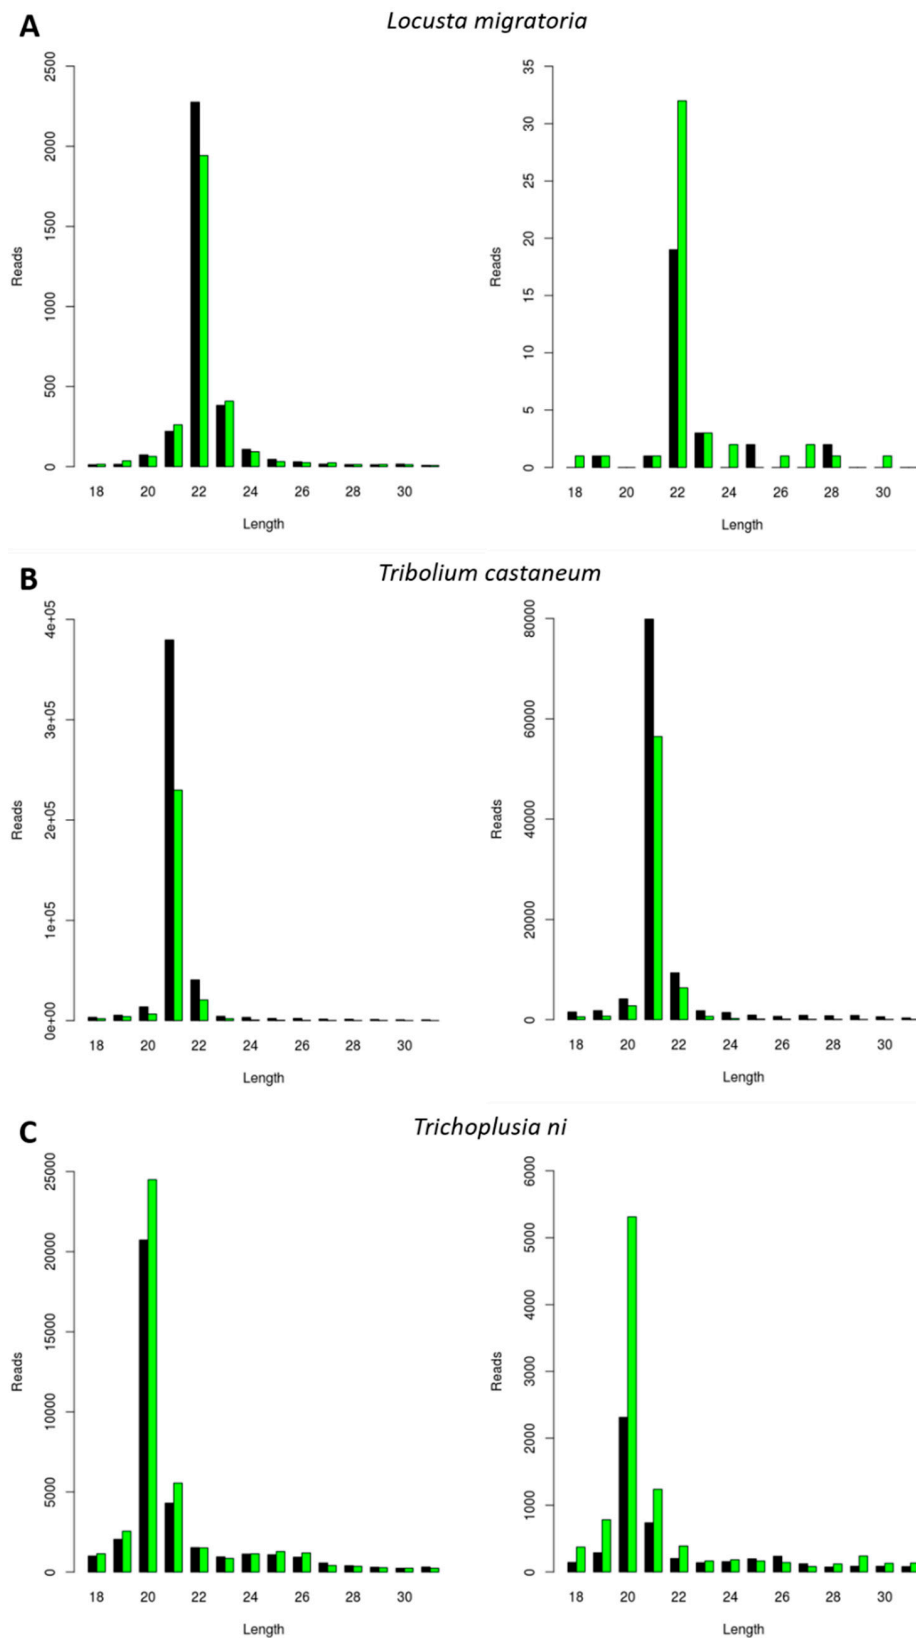 A
Locusta migratoria
2500
2000
1500
1000
500
0
Reads
18 20 22 24 26 28 30
Length
35
30
25
20
15
10
5
0
Reads
18 20 22 24 26 28 30
Length
B
Tribolium castaneum
4e+05
3e+05
2e+05
1e+05
0e+00
Reads
18 20 22 24 26 28 30
Length
80000
60000
40000
20000
0
Reads
18 20 22 24 26 28 30
Length
C
Trichoplusia ni
25000
20000
15000
10000
5000
0
Reads
18 20 22 24 26 28 30
Length
6000
5000
4000
3000
2000
1000
0
Reads
18 20 22 24 26 28 30
Length